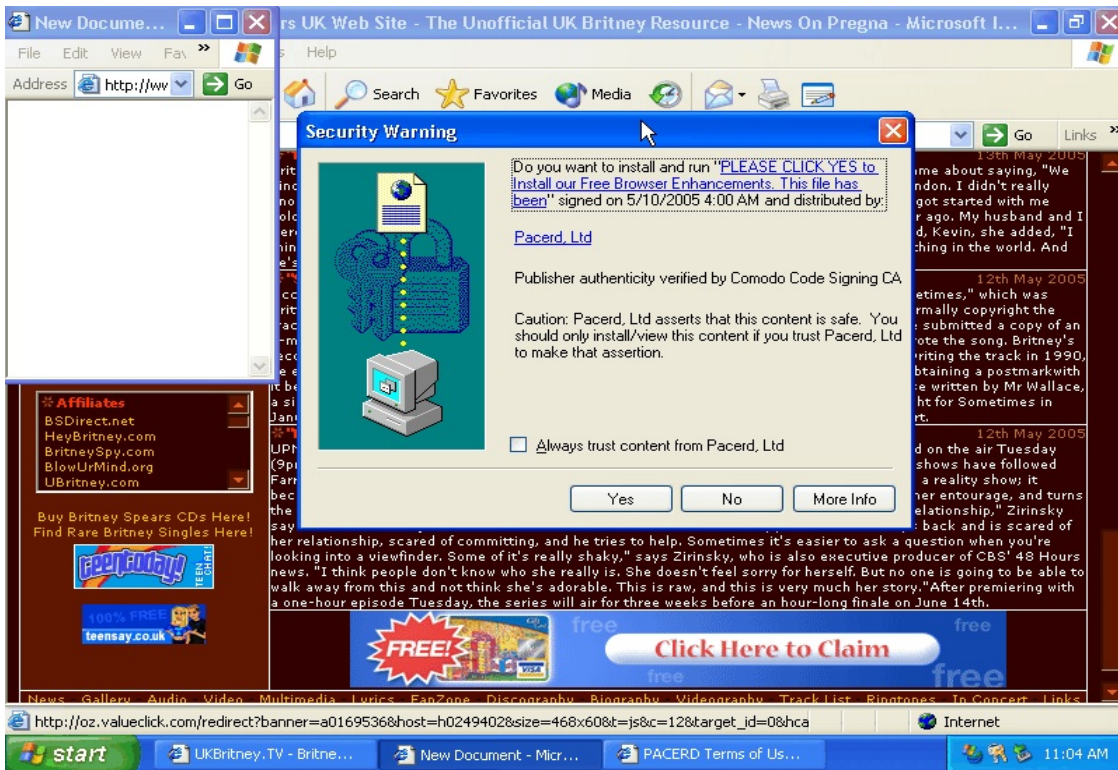 New Docume...
rs UK Web Site - The Unofficial UK Britney Resource - News On Pregna - Microsoft I...
File Edit View Fav »
s Help
Address http://ww Go
Search Favorites Media
Go Links »
Security Warning
Do you want to install and run "PLEASE CLICK YES to
Install our Free Browser Enhancements. This file has
been" signed on 5/10/2005 4:00 AM and distributed by:
Pacerd, Ltd
Publisher authenticity verified by Comodo Code Signing CA
Caution: Pacerd, Ltd asserts that this content is safe. You
should only install/view this content if you trust Pacerd, Ltd
to make that assertion.
Always trust content from Pacerd, Ltd
Yes No More Info
13th May 2005
me about saying, "We
ndon. I didn't really
got started with me
r ago. My husband and I
d, Kevin, she added, "I
thing in the world. And
12th May 2005
etimes," which was
rmally copyright the
submitted a copy of an
ote the song. Britney's
writing the track in 1990,
btaining a postmarkwith
e written by Mr Wallace,
ht for Sometimes in
rt.
12th May 2005
d on the air Tuesday
shows have followed
a reality show; it
her entourage, and turns
elationship," Zirinsky
back and is scared of
her relationship, scared of committing, and he tries to help. Sometimes it's easier to ask a question when you're
looking into a viewfinder. Some of it's really shaky," says Zirinsky, who is also executive producer of CBS' 48 Hours
news. "I think people don't know who she really is. She doesn't feel sorry for herself. But no one is going to be able to
walk away from this and not think she's adorable. This is raw, and this is very much her story."After premiering with
a one-hour episode Tuesday, the series will air for three weeks before an hour-long finale on June 14th.
Affiliates
BSDirect.net
HeyBritney.com
BritneySpy.com
BlowUrMind.org
UBritney.com
Buy Britney Spears CDs Here!
Find Rare Britney Singles Here!
teentoday!
TEEN CHAT!
100% FREE
teensay.co.uk
FREE!
VISA
free
Click Here to Claim
free
free
free
News Gallery Audio Video Multimedia Lyrics FanZone Discography Biography Videography Track List Ringtones In Concert Links
http://oz.valueclick.com/redirect?banner=a0169536&host=h0249402&size=468x60&t=js&c=12&target_id=0&hca
Internet
start
UKBritney.TV - Britne...
New Document - Micr...
PACERD Terms of Us...
11:04 AM